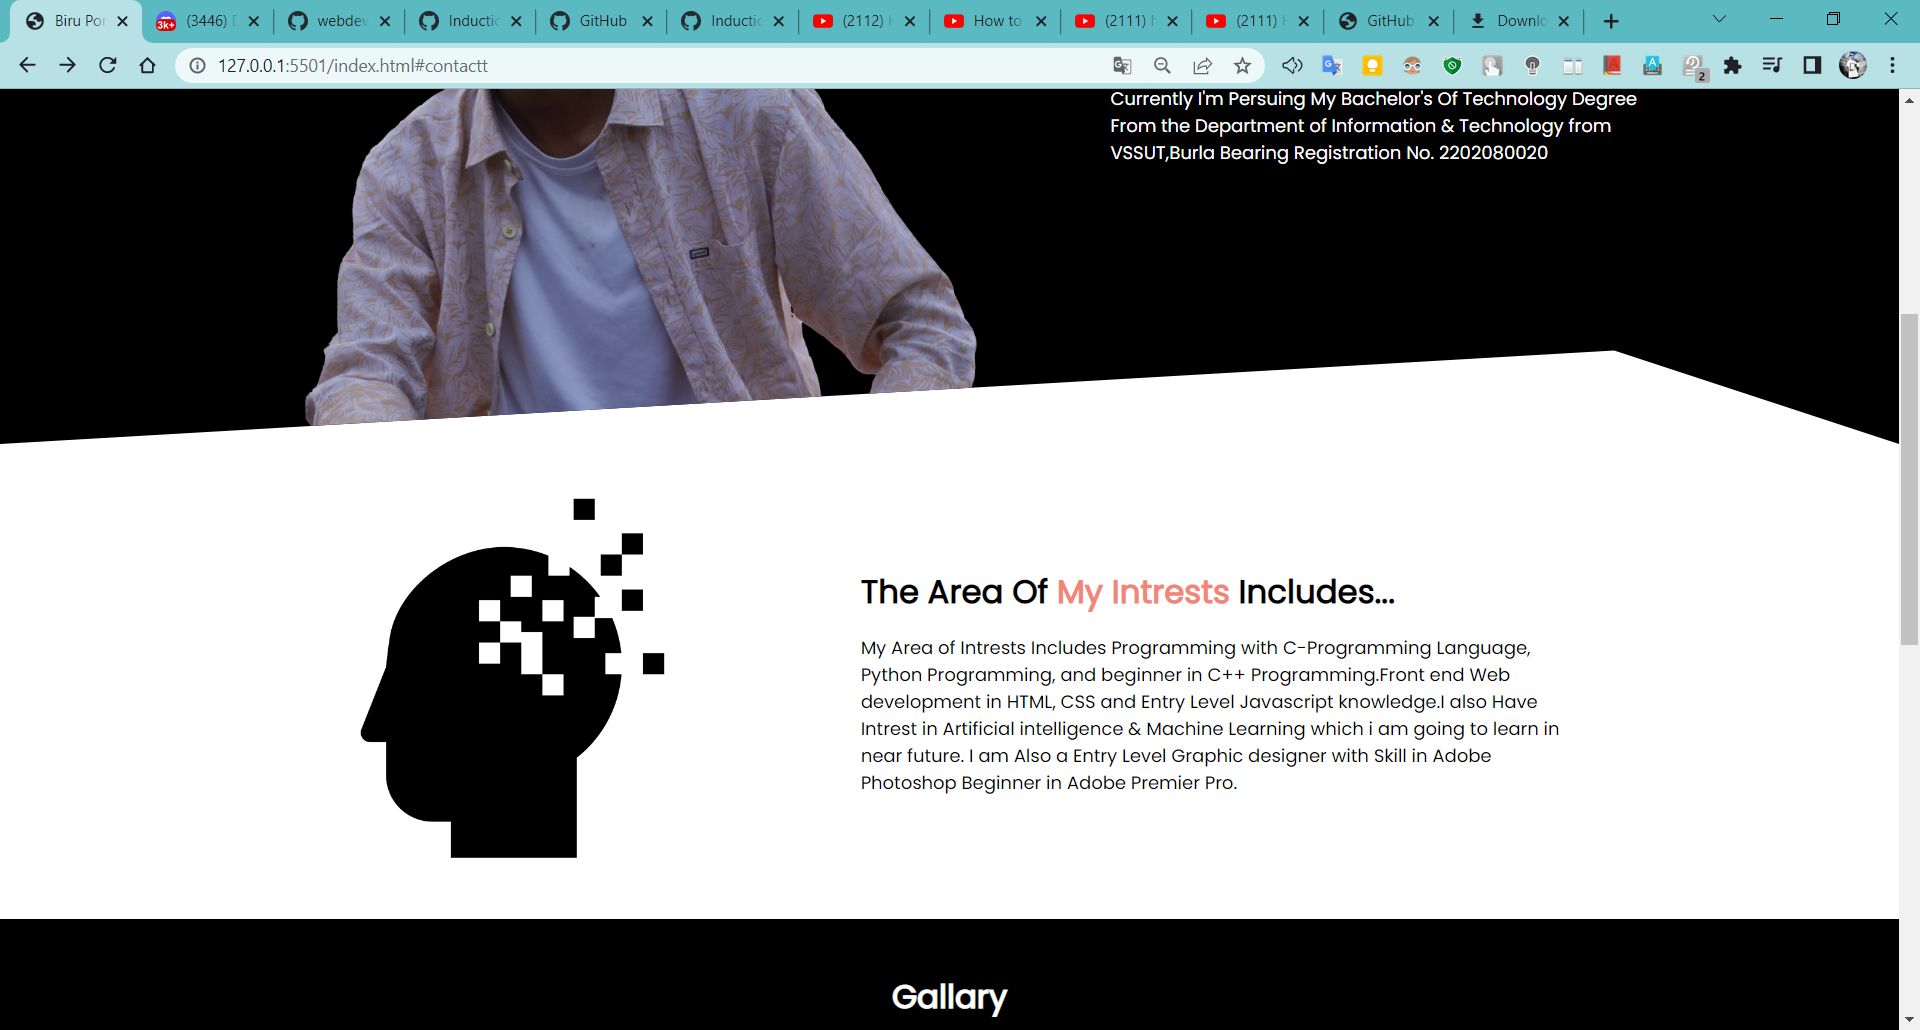 Biru Por
(3446) D
webdev
Inductio
GitHub
Inductio
(2112) H
How to
(2111) h
(2111) H
GitHub
Downlo
127.0.0.1:5501/index.html#contactt
3k+
2
Currently I'm Persuing My Bachelor's Of Technology Degree
From the Department of Information & Technology from
VSSUT,Burla Bearing Registration No. 2202080020
The Area Of My Intrests Includes...
My Area of Intrests Includes Programming with C-Programming Language,
Python Programming, and beginner in C++ Programming.Front end Web
development in HTML, CSS and Entry Level Javascript knowledge.I also Have
Intrest in Artificial intelligence & Machine Learning which i am going to learn in
near future. I am Also a Entry Level Graphic designer with Skill in Adobe
Photoshop Beginner in Adobe Premier Pro.
Gallary